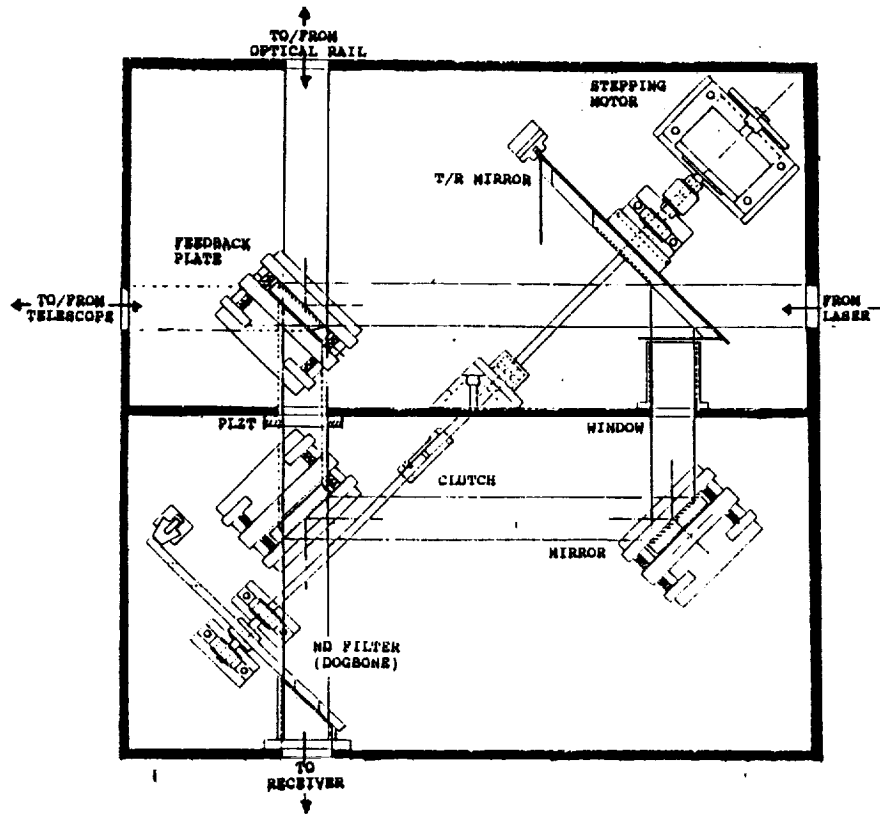 TO/FROM
OPTICAL RAIL
STEPPING
MOTOR
T/R MIRROR
FEEDBACK
PLATE
TO/FROM
TELESCOPE
FROM
LASER
PLZT
WINDOW
CLUTCH
MIRROR
ND FILTER
(DOGBONE)
TO
RECEIVER